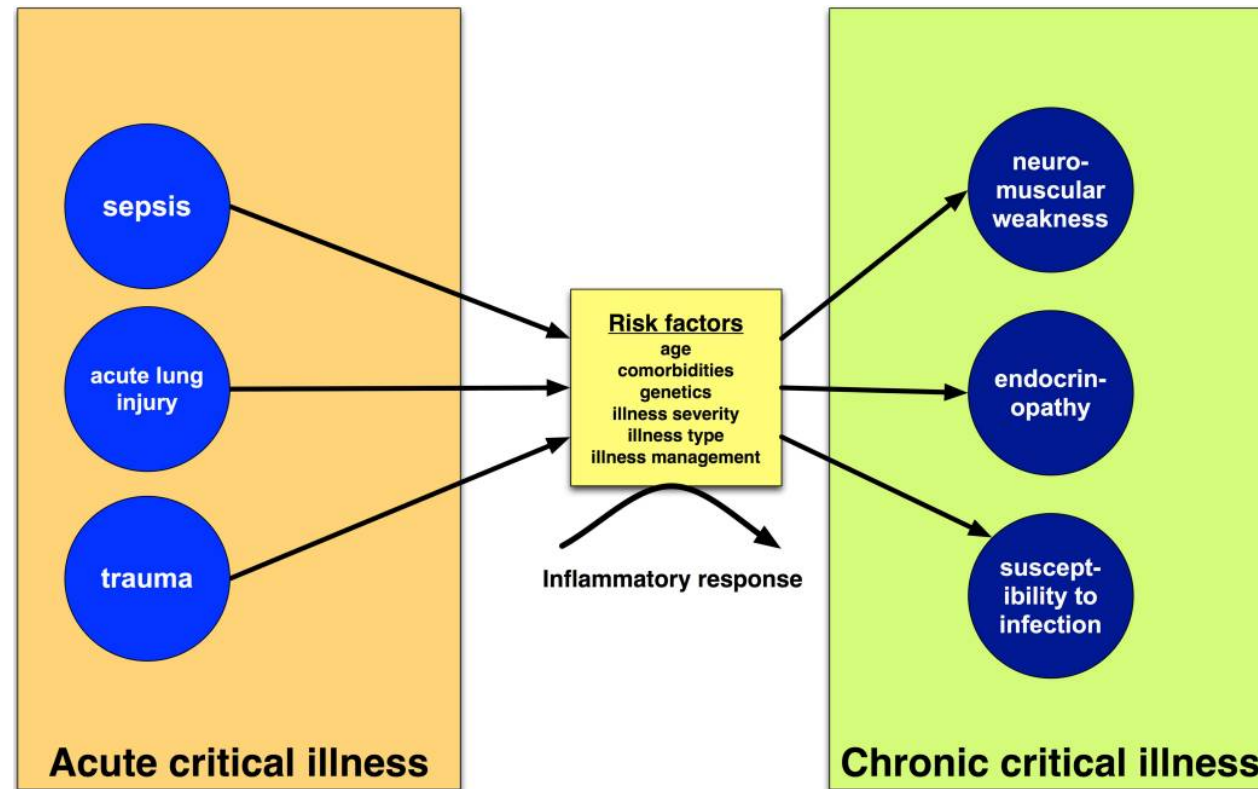 sepsis
acute lung
injury
trauma
Acute critical illness
Risk factors
age
comorbidities
genetics
illness severity
illness type
illness management
Inflammatory response
neuro-
muscular
weakness
endocrin-
opathy
suscept-
ibility to
infection
Chronic critical illness